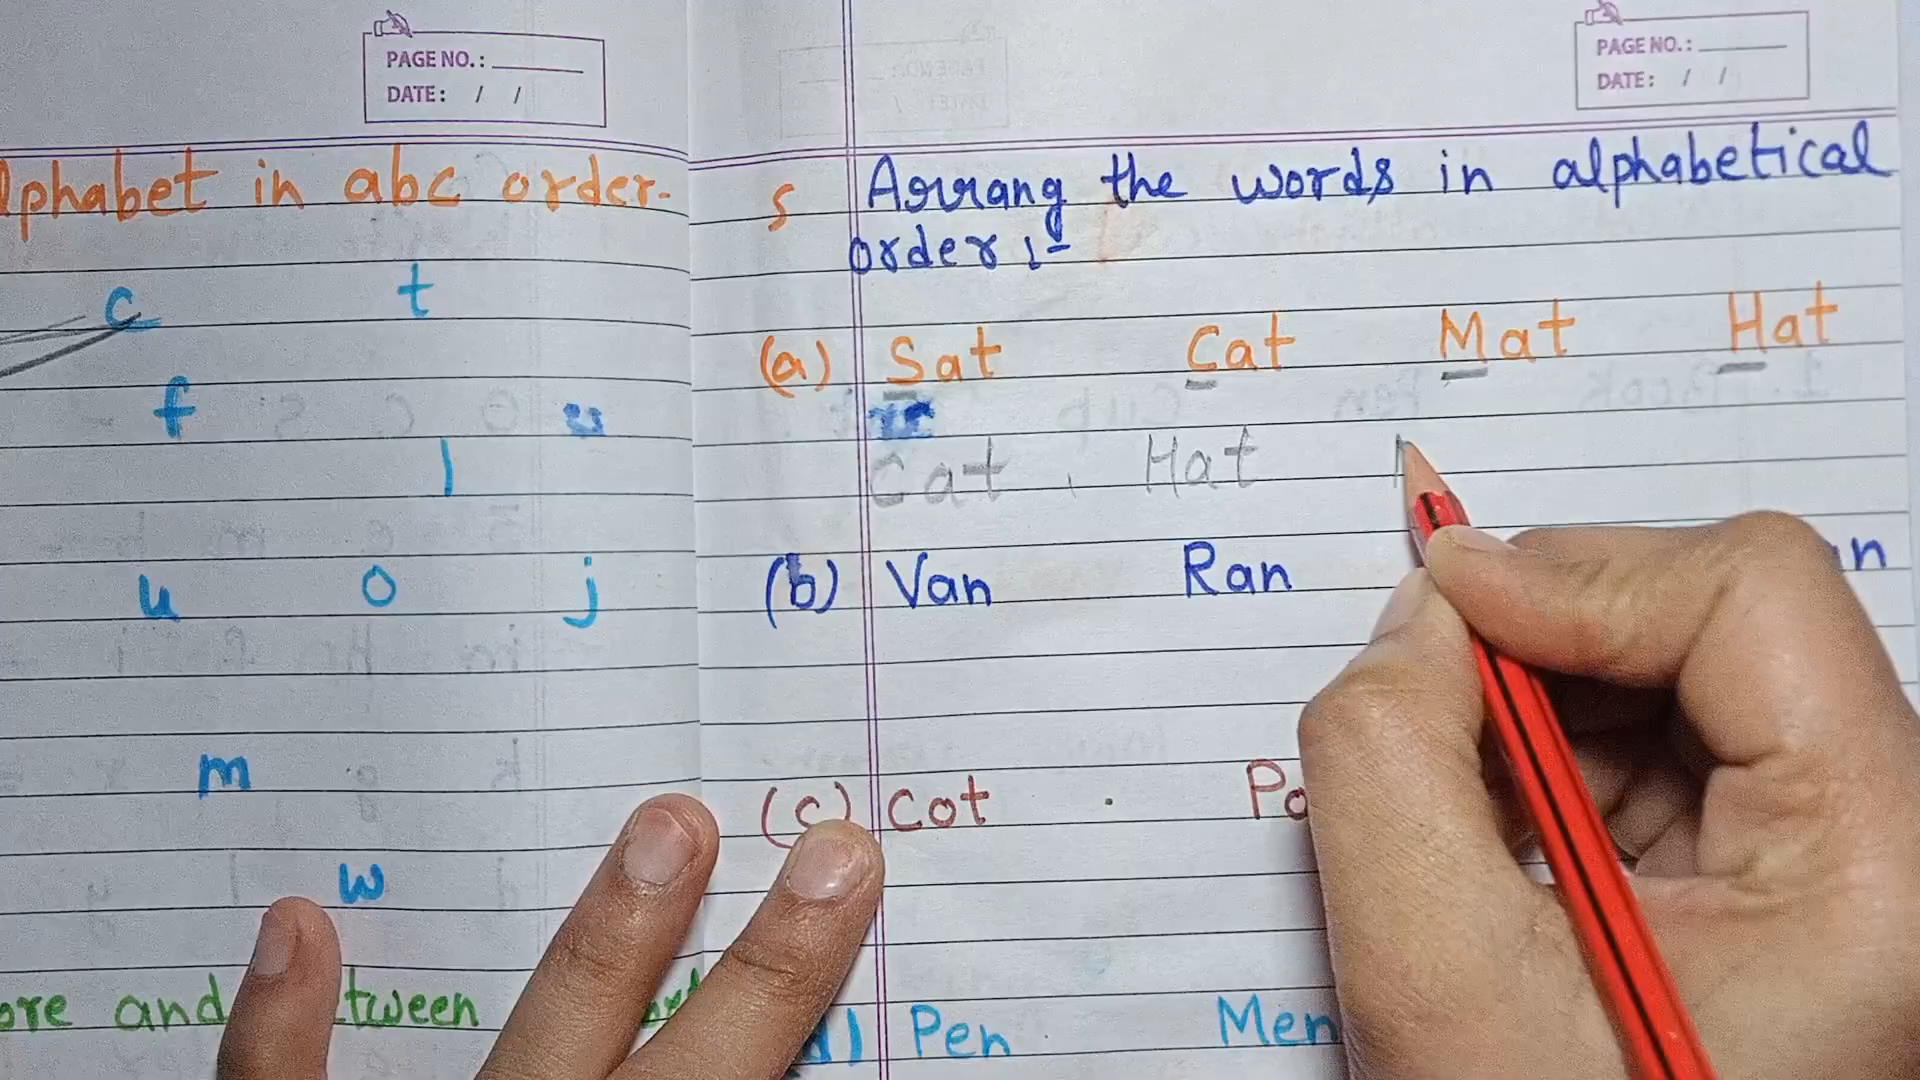 PAGE NO.:
DATE: / /
PAGE NO.:
DATE: / /
lphabet in abc order.
c t
f u
l
u o j
m
w
ore and tween
s Arrang the words in alphabetical
order :-
(a) Sat Cat Mat Hat
Cat , Hat
(b) Van Ran
(c) Cot
Pen Men